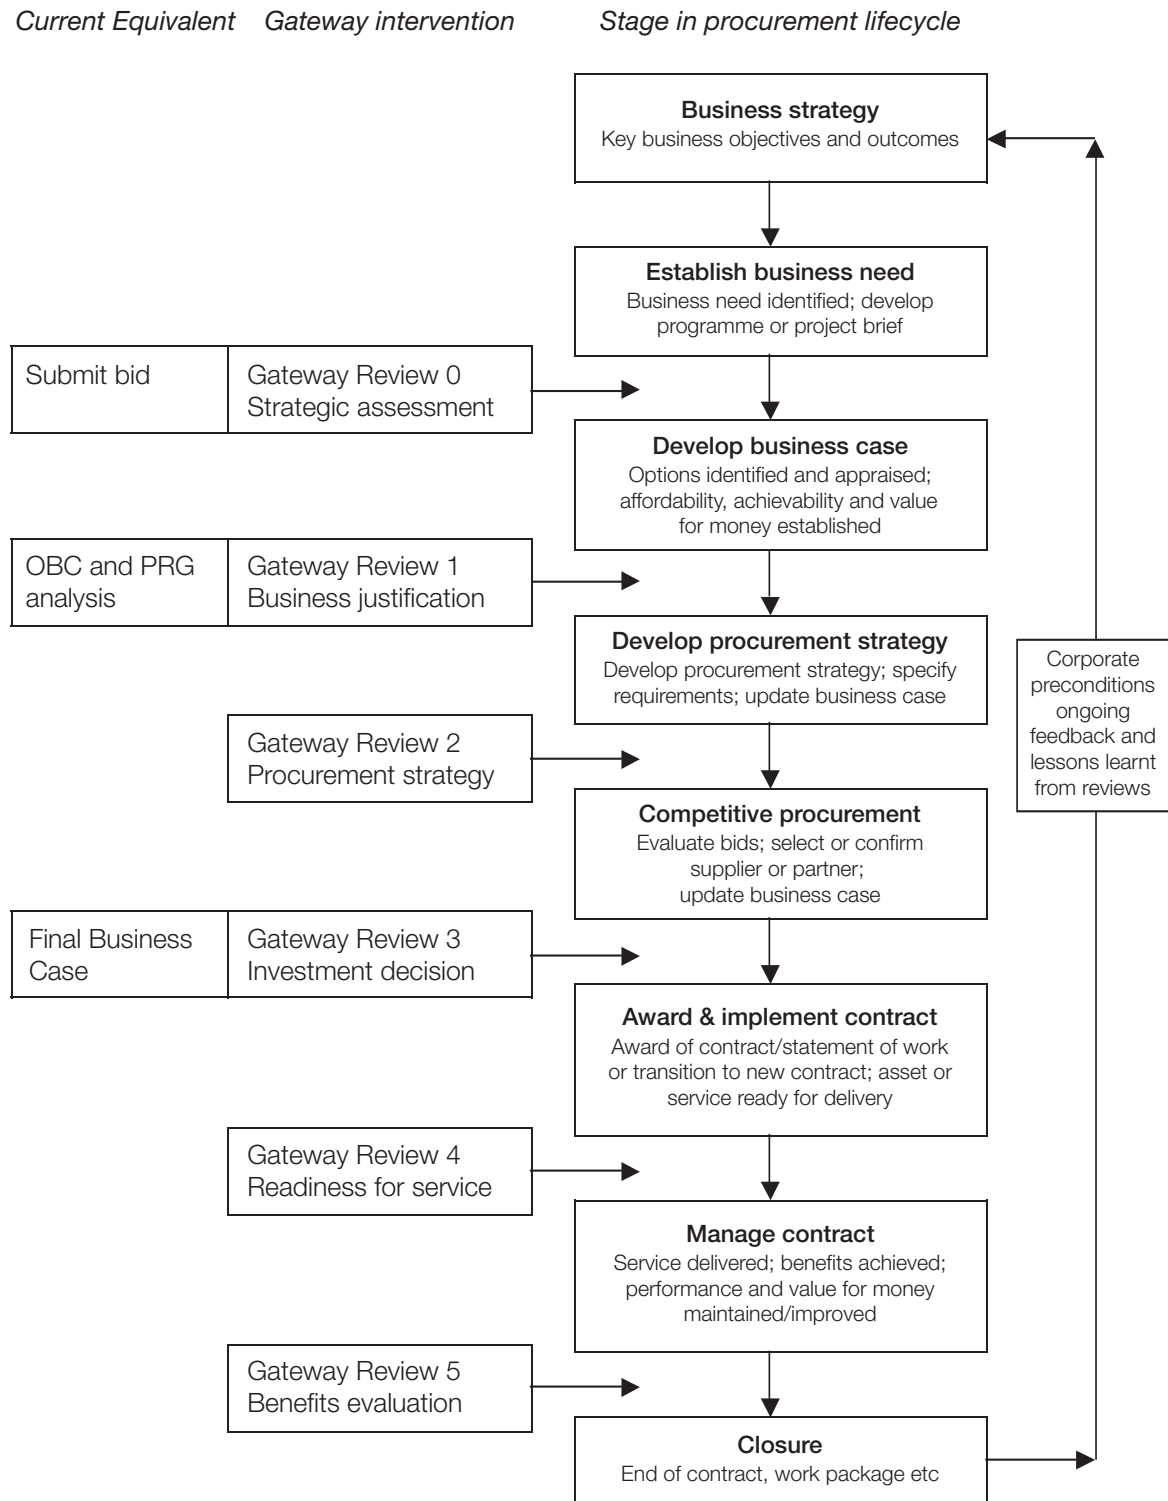 Current Equivalent
Gateway intervention
Stage in procurement lifecycle
Business strategy
Key business objectives and outcomes
Establish business need
Business need identified; develop
programme or project brief
Submit bid
Gateway Review 0
Strategic assessment
Develop business case
Options identified and appraised;
affordability, achievability and value
for money established
OBC and PRG
analysis
Gateway Review 1
Business justification
Develop procurement strategy
Develop procurement strategy; specify
requirements; update business case
Corporate
preconditions
ongoing
feedback and
lessons learnt
from reviews
Gateway Review 2
Procurement strategy
Competitive procurement
Evaluate bids; select or confirm
supplier or partner;
update business case
Final Business
Case
Gateway Review 3
Investment decision
Award & implement contract
Award of contract/statement of work
or transition to new contract; asset or
service ready for delivery
Gateway Review 4
Readiness for service
Manage contract
Service delivered; benefits achieved;
performance and value for money
maintained/improved
Gateway Review 5
Benefits evaluation
Closure
End of contract, work package etc